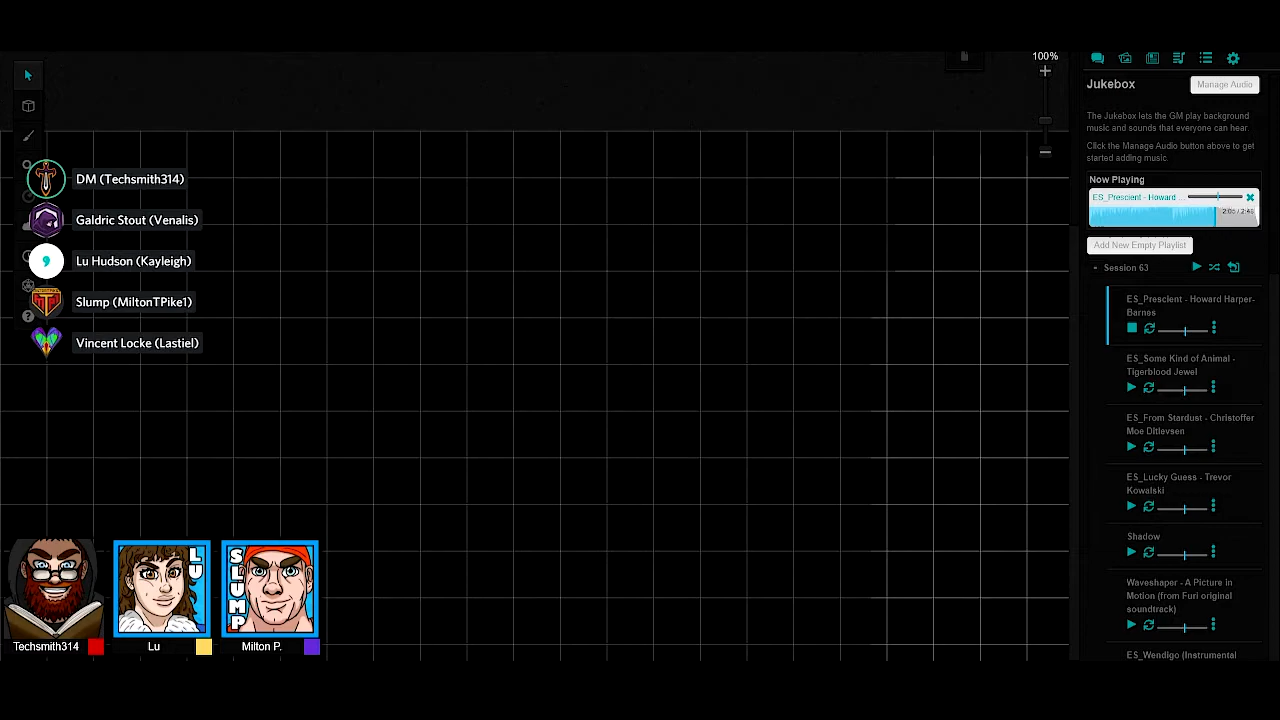 100%
Jukebox
Manage Audio
The Jukebox lets the GM play background
music and sounds that everyone can hear.
Click the Manage Audio button above to get
started adding music.
Now Playing
ES_Prescient - Howard ...
2:05 / 2:48
Add New Empty Playlist
- Session 63
ES_Prescient - Howard Harper-
Barnes
ES_Some Kind of Animal -
Tigerblood Jewel
ES_From Stardust - Christoffer
Moe Ditlevsen
ES_Lucky Guess - Trevor
Kowalski
Shadow
Waveshaper - A Picture in
Motion (from Furi original
soundtrack)
ES_Wendigo (Instrumental
DM (Techsmith314)
Galdric Stout (Venalis)
Lu Hudson (Kayleigh)
Slump (MiltonTPike1)
Vincent Locke (Lastiel)
LU
SLUMP
Techsmith314
Lu
Milton P.